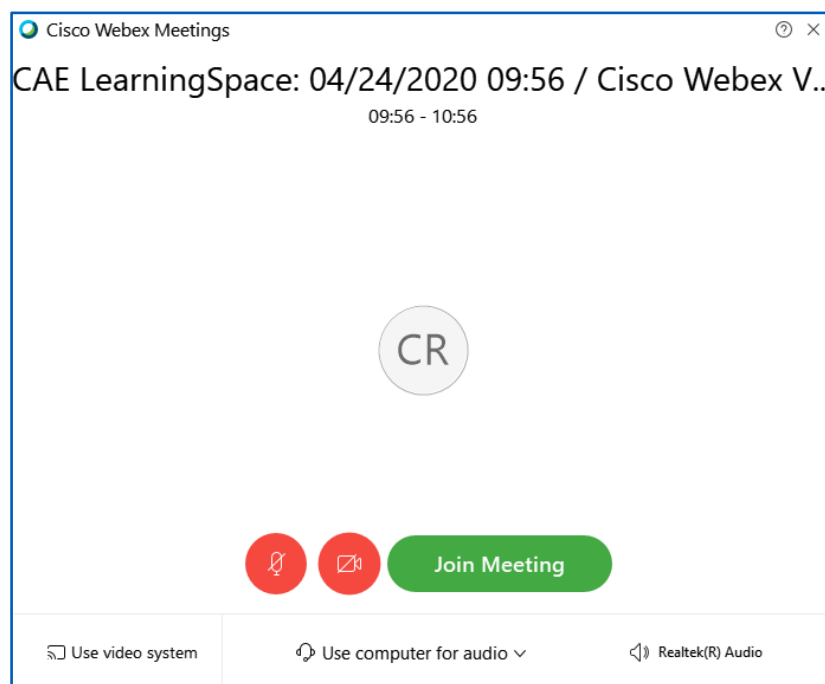 Cisco Webex Meetings
CAE LearningSpace: 04/24/2020 09:56 / Cisco Webex V..
09:56 - 10:56
CR
Join Meeting
Use video system
Use computer for audio
Realtek(R) Audio